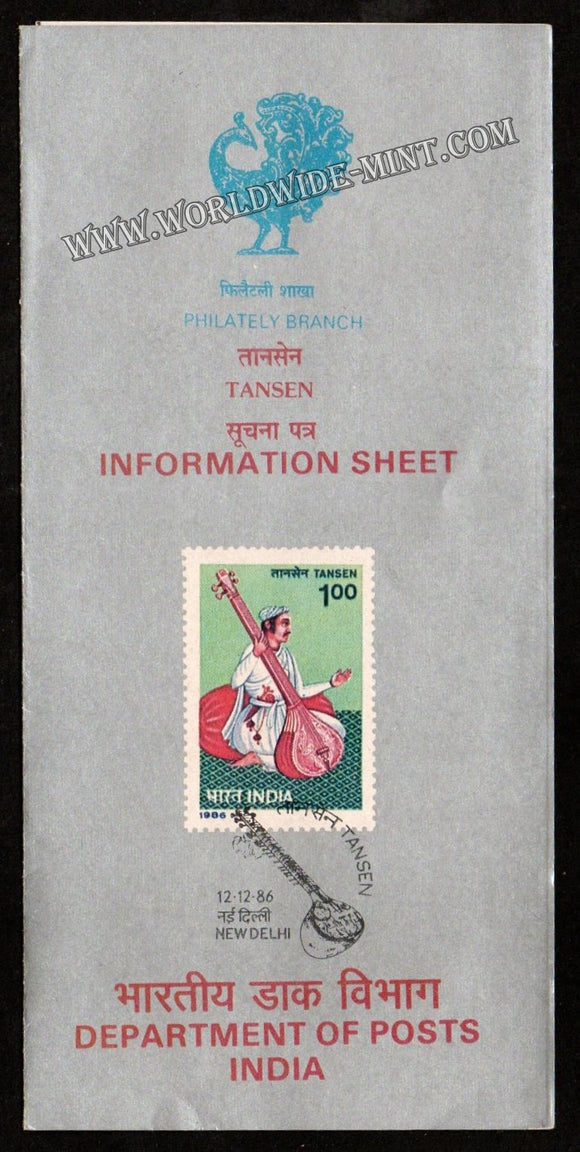 WWW.WORLDWIDE-MINT.COM
फिलैटली शाखा
PHILATELY BRANCH
तानसेन
TANSEN
सूचना पत्र
INFORMATION SHEET
तानसेन TANSEN
1.00
भारत INDIA
1986
तानसेन TANSEN
12-12-86
नई दिल्ली
NEW DELHI
भारतीय डाक विभाग
DEPARTMENT OF POSTS
INDIA